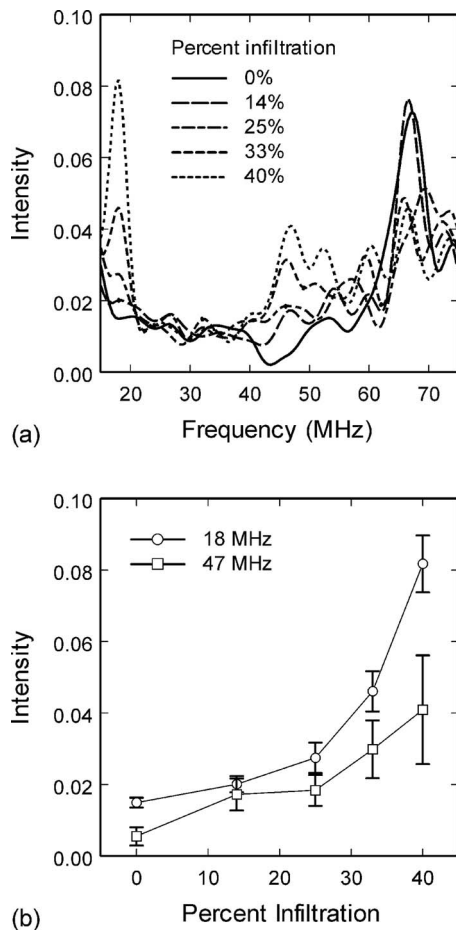 0.10
0.08
0.06
0.04
0.02
0.00
Intensity
Percent infiltration
0%
14%
25%
33%
40%
20 30 40 50 60 70
Frequency (MHz)
(a)
0.10
0.08
0.06
0.04
0.02
0.00
Intensity
18 MHz
47 MHz
0 10 20 30 40
Percent Infiltration
(b)